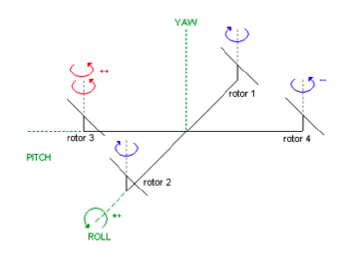 YAW
++
--
rotor 1
rotor 3
rotor 4
PITCH
rotor 2
++
ROLL